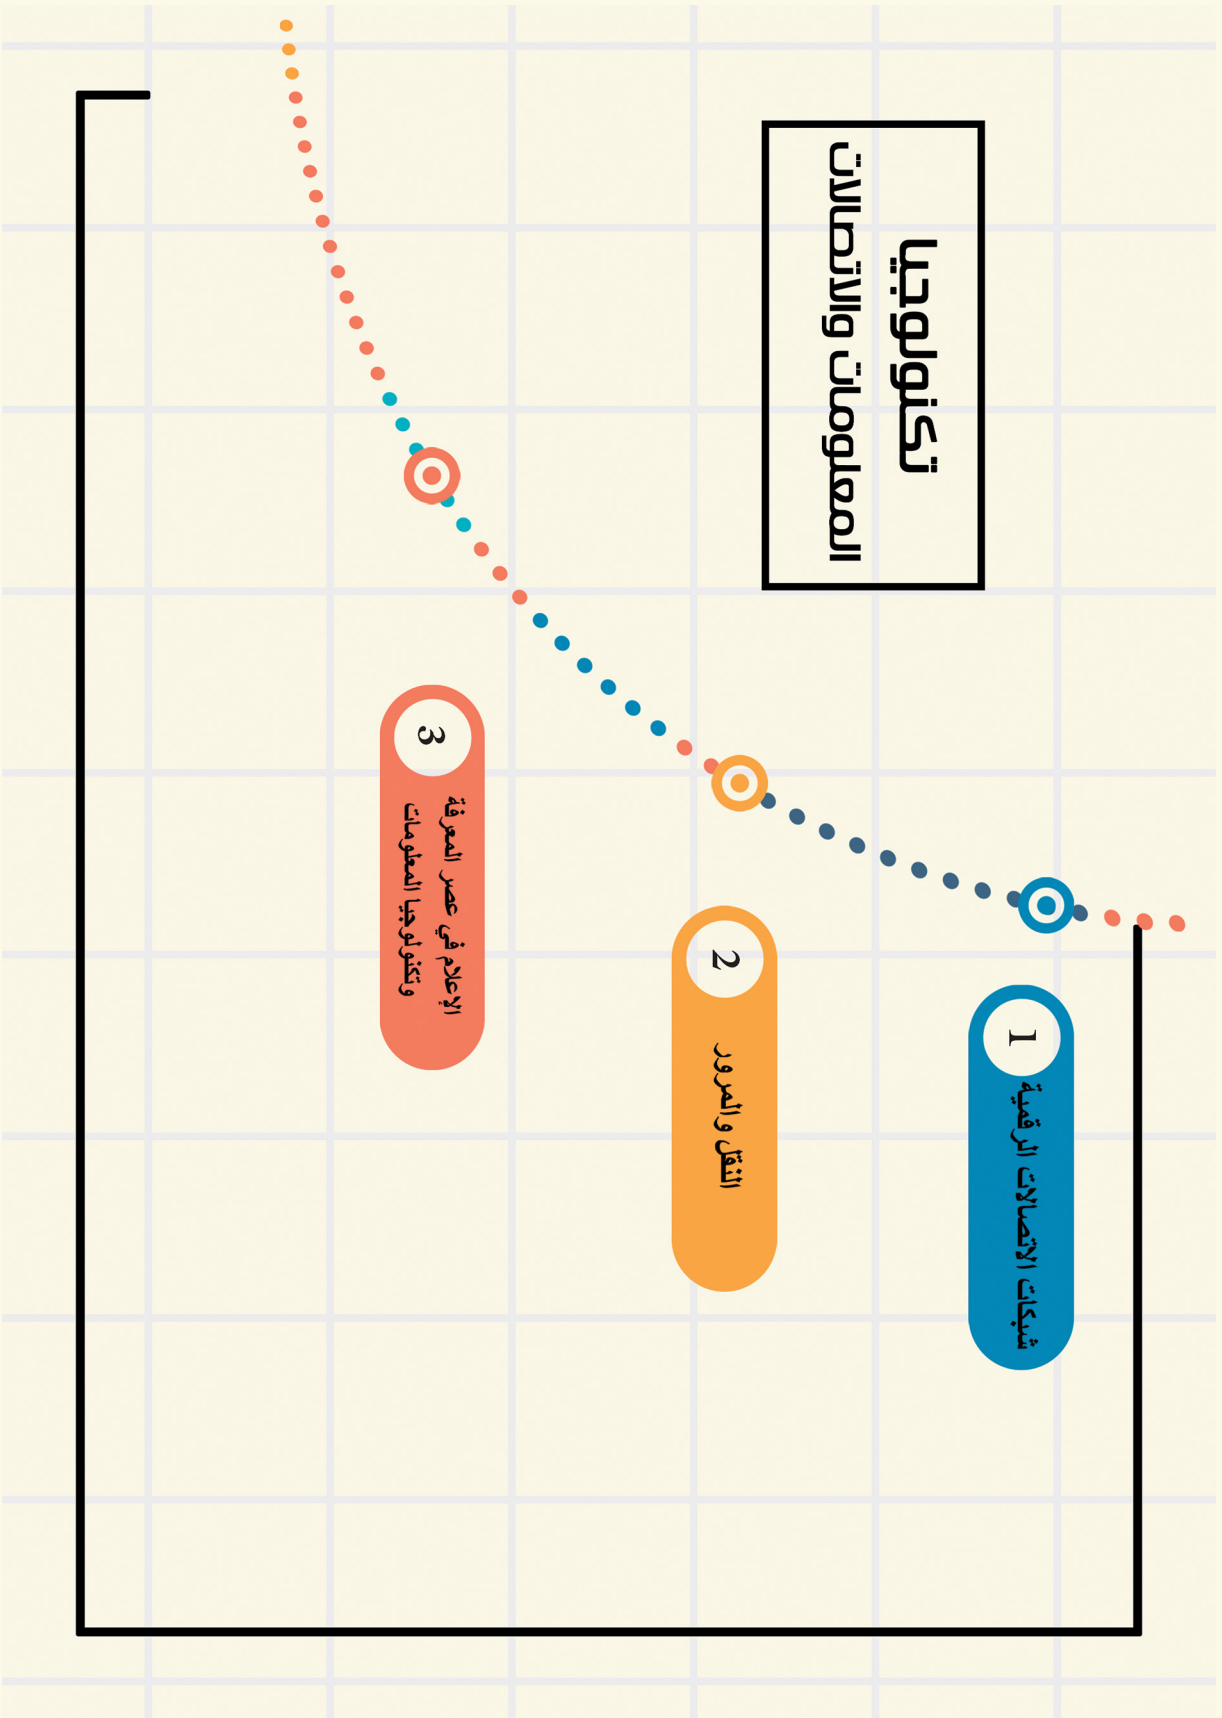 تكنولوجيا
المعلومات والاتصالات
1
شبكات الاتصالات الرقمية
2
النقل والمرور
3
الإعلام في عصر المعرفة
وتكنولوجيا المعلومات